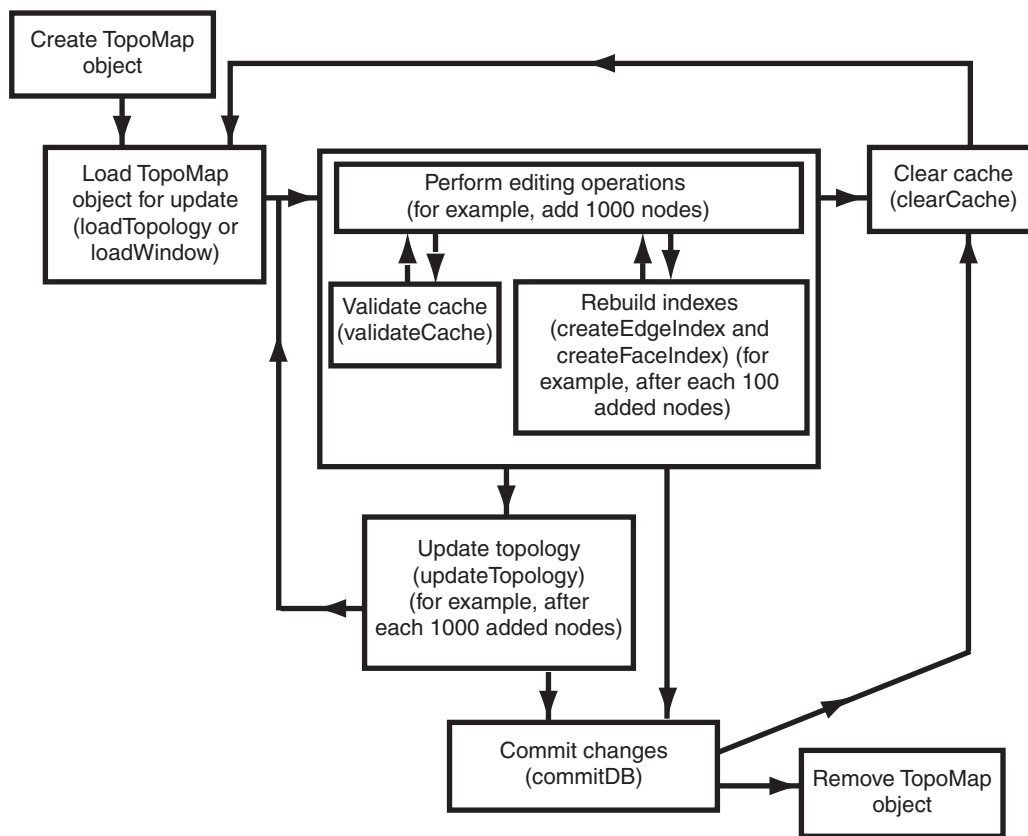 Create TopoMap
object
Load TopoMap
object for update
(loadTopology or
loadWindow)
Perform editing operations
(for example, add 1000 nodes)
Clear cache
(clearCache)
Validate cache
(validateCache)
Rebuild indexes
(createEdgeIndex and
createFaceIndex) (for
example, after each 100
added nodes)
Update topology
(updateTopology)
(for example, after
each 1000 added nodes)
Commit changes
(commitDB)
Remove TopoMap
object